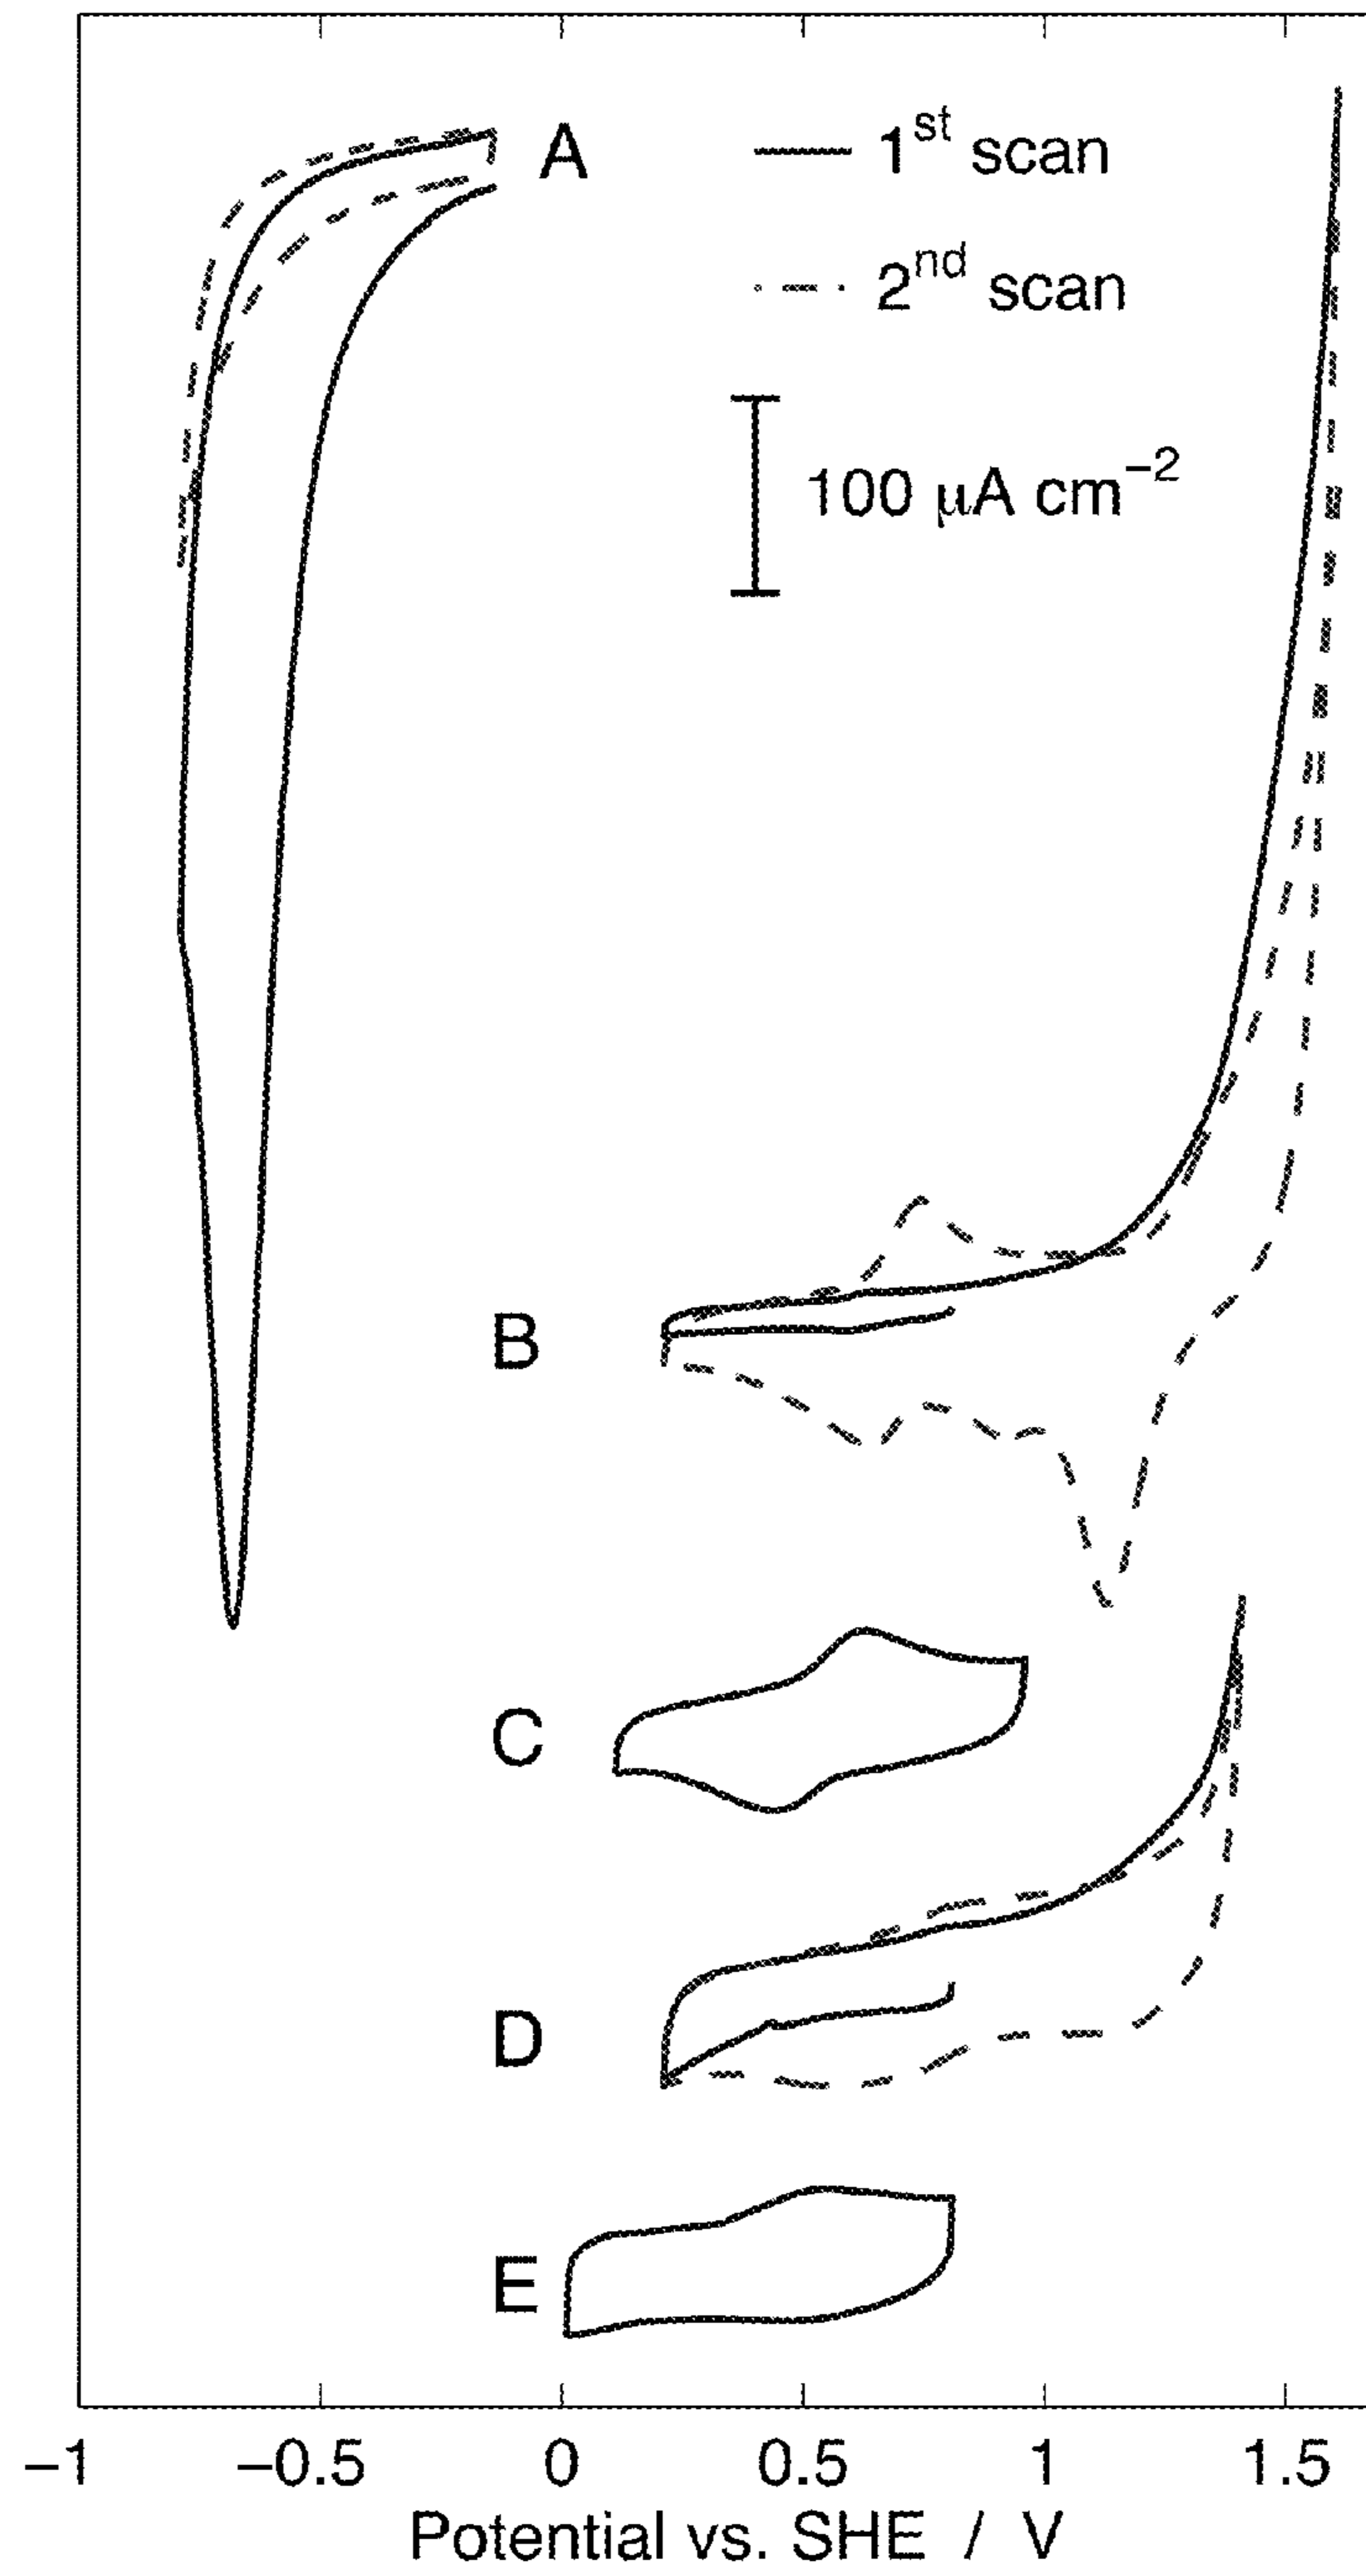 A
1st scan
2nd scan
100 μA cm−2
B
C
D
E
−1 −0.5 0 0.5 1 1.5
Potential vs. SHE / V